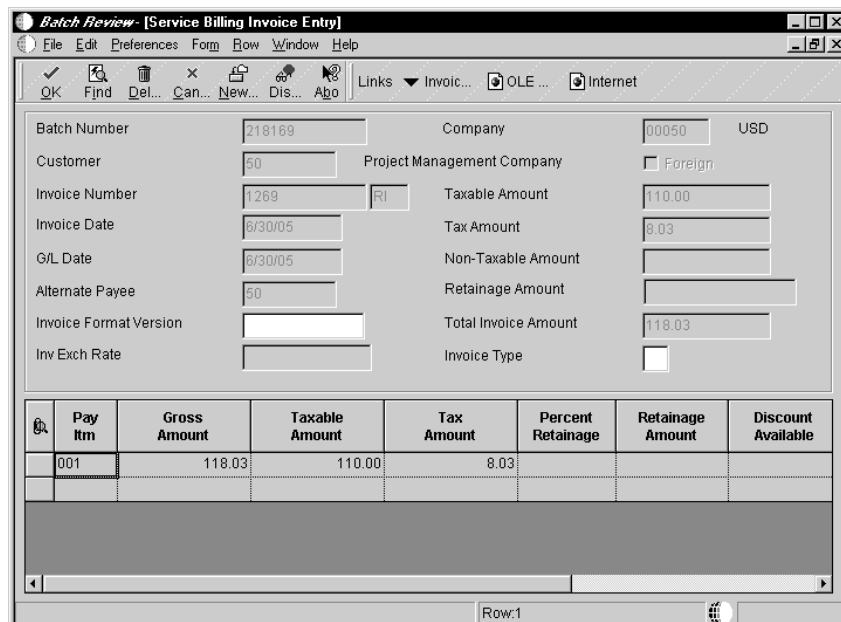 Batch Review - [Service Billing Invoice Entry]
File Edit Preferences Form Row Window Help
OK Find Del... Can... New... Dis... Abo Links Invoic... OLE ... Internet
Batch Number 218169 Company 00050 USD
Customer 50 Project Management Company Foreign
Invoice Number 1269 RI Taxable Amount 110.00
Invoice Date 6/30/05 Tax Amount 8.03
G/L Date 6/30/05 Non-Taxable Amount
Alternate Payee 50 Retainage Amount
Invoice Format Version Total Invoice Amount 118.03
Inv Exch Rate Invoice Type
Pay Itm Gross Amount Taxable Amount Tax Amount Percent Retainage Retainage Amount Discount Available
001 118.03 110.00 8.03
Row:1